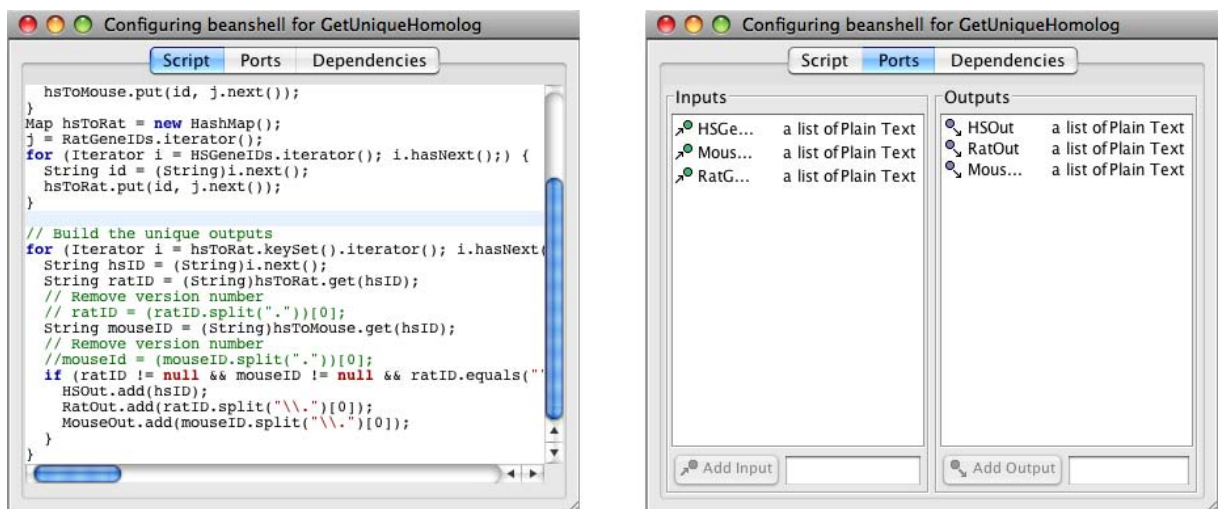 Configuring beanshell for GetUniqueHomolog
Script Ports Dependencies
hsToMouse.put(id, j.next());
}
Map hsToRat = new HashMap();
j = RatGeneIDs.iterator();
for (Iterator i = HSGeneIDs.iterator(); i.hasNext();) {
String id = (String)i.next();
hsToRat.put(id, j.next());
}
// Build the unique outputs
for (Iterator i = hsToRat.keySet().iterator(); i.hasNext(
String hsID = (String)i.next();
String ratID = (String)hsToRat.get(hsID);
// Remove version number
// ratID = (ratID.split("."))[0];
String mouseID = (String)hsToMouse.get(hsID);
// Remove version number
//mouseId = (mouseID.split("."))[0];
if (ratID != null && mouseID != null && ratID.equals("
HSOut.add(hsID);
RatOut.add(ratID.split("\\.")[0]);
MouseOut.add(mouseID.split("\\.")[0]);
}
}
Configuring beanshell for GetUniqueHomolog
Script Ports Dependencies
Inputs
HSGe... a list of Plain Text
Mous... a list of Plain Text
RatG... a list of Plain Text
Add Input
Outputs
HSOut a list of Plain Text
RatOut a list of Plain Text
Mous... a list of Plain Text
Add Output